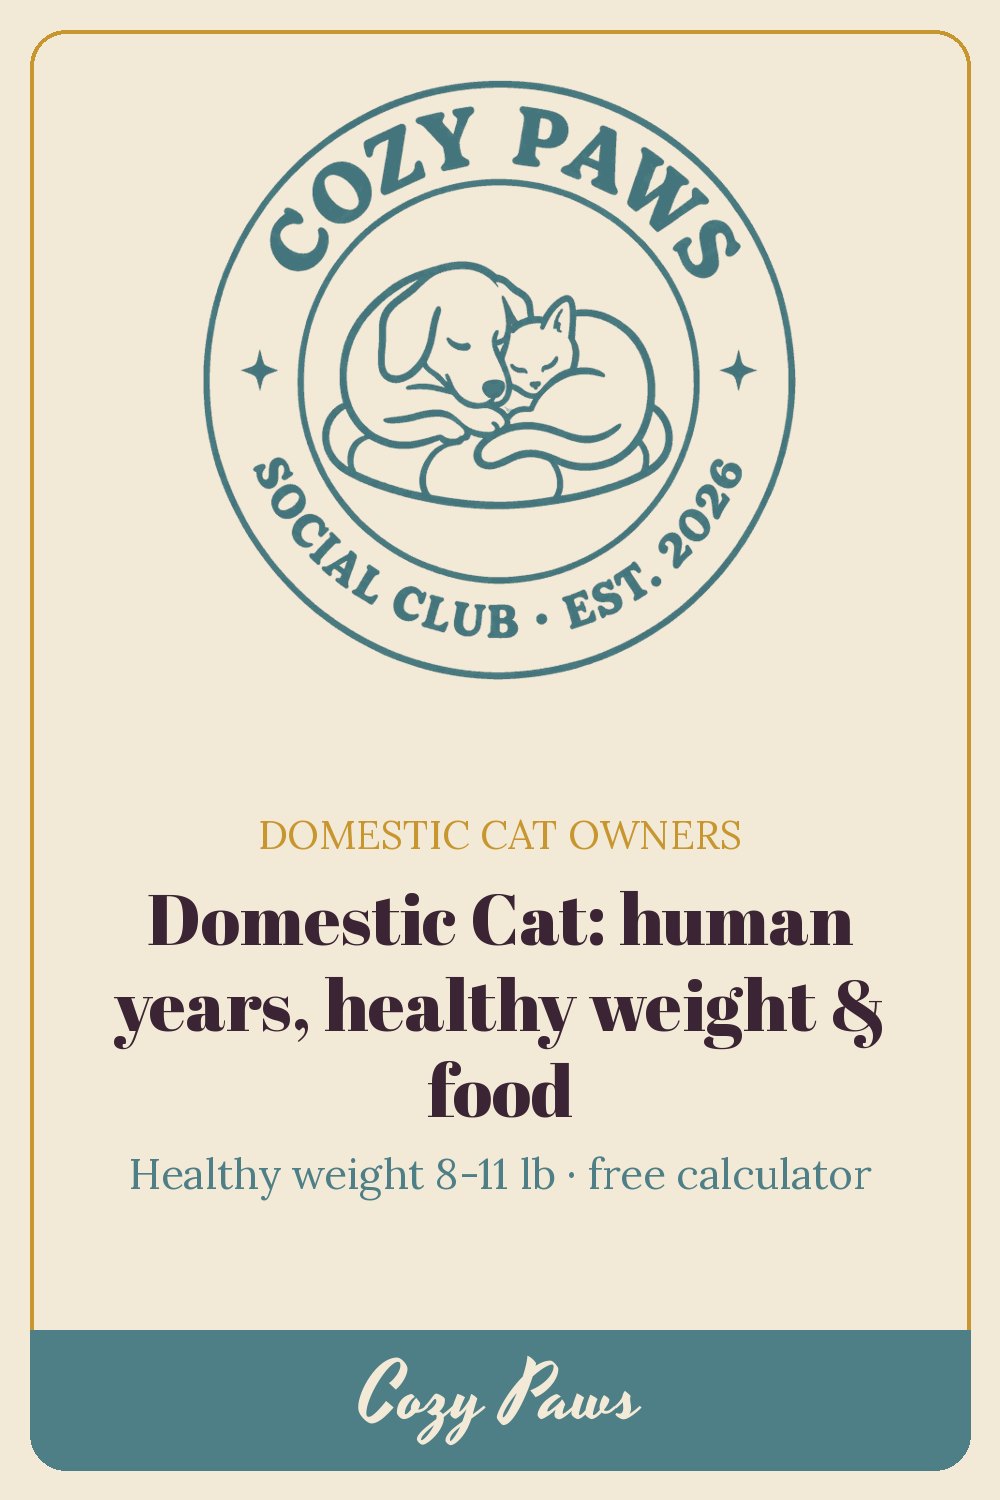 COZY PAWS
SOCIAL CLUB · EST. 2026
DOMESTIC CAT OWNERS
Domestic Cat: human
years, healthy weight &
food
Healthy weight 8-11 lb · free calculator
Cozy Paws